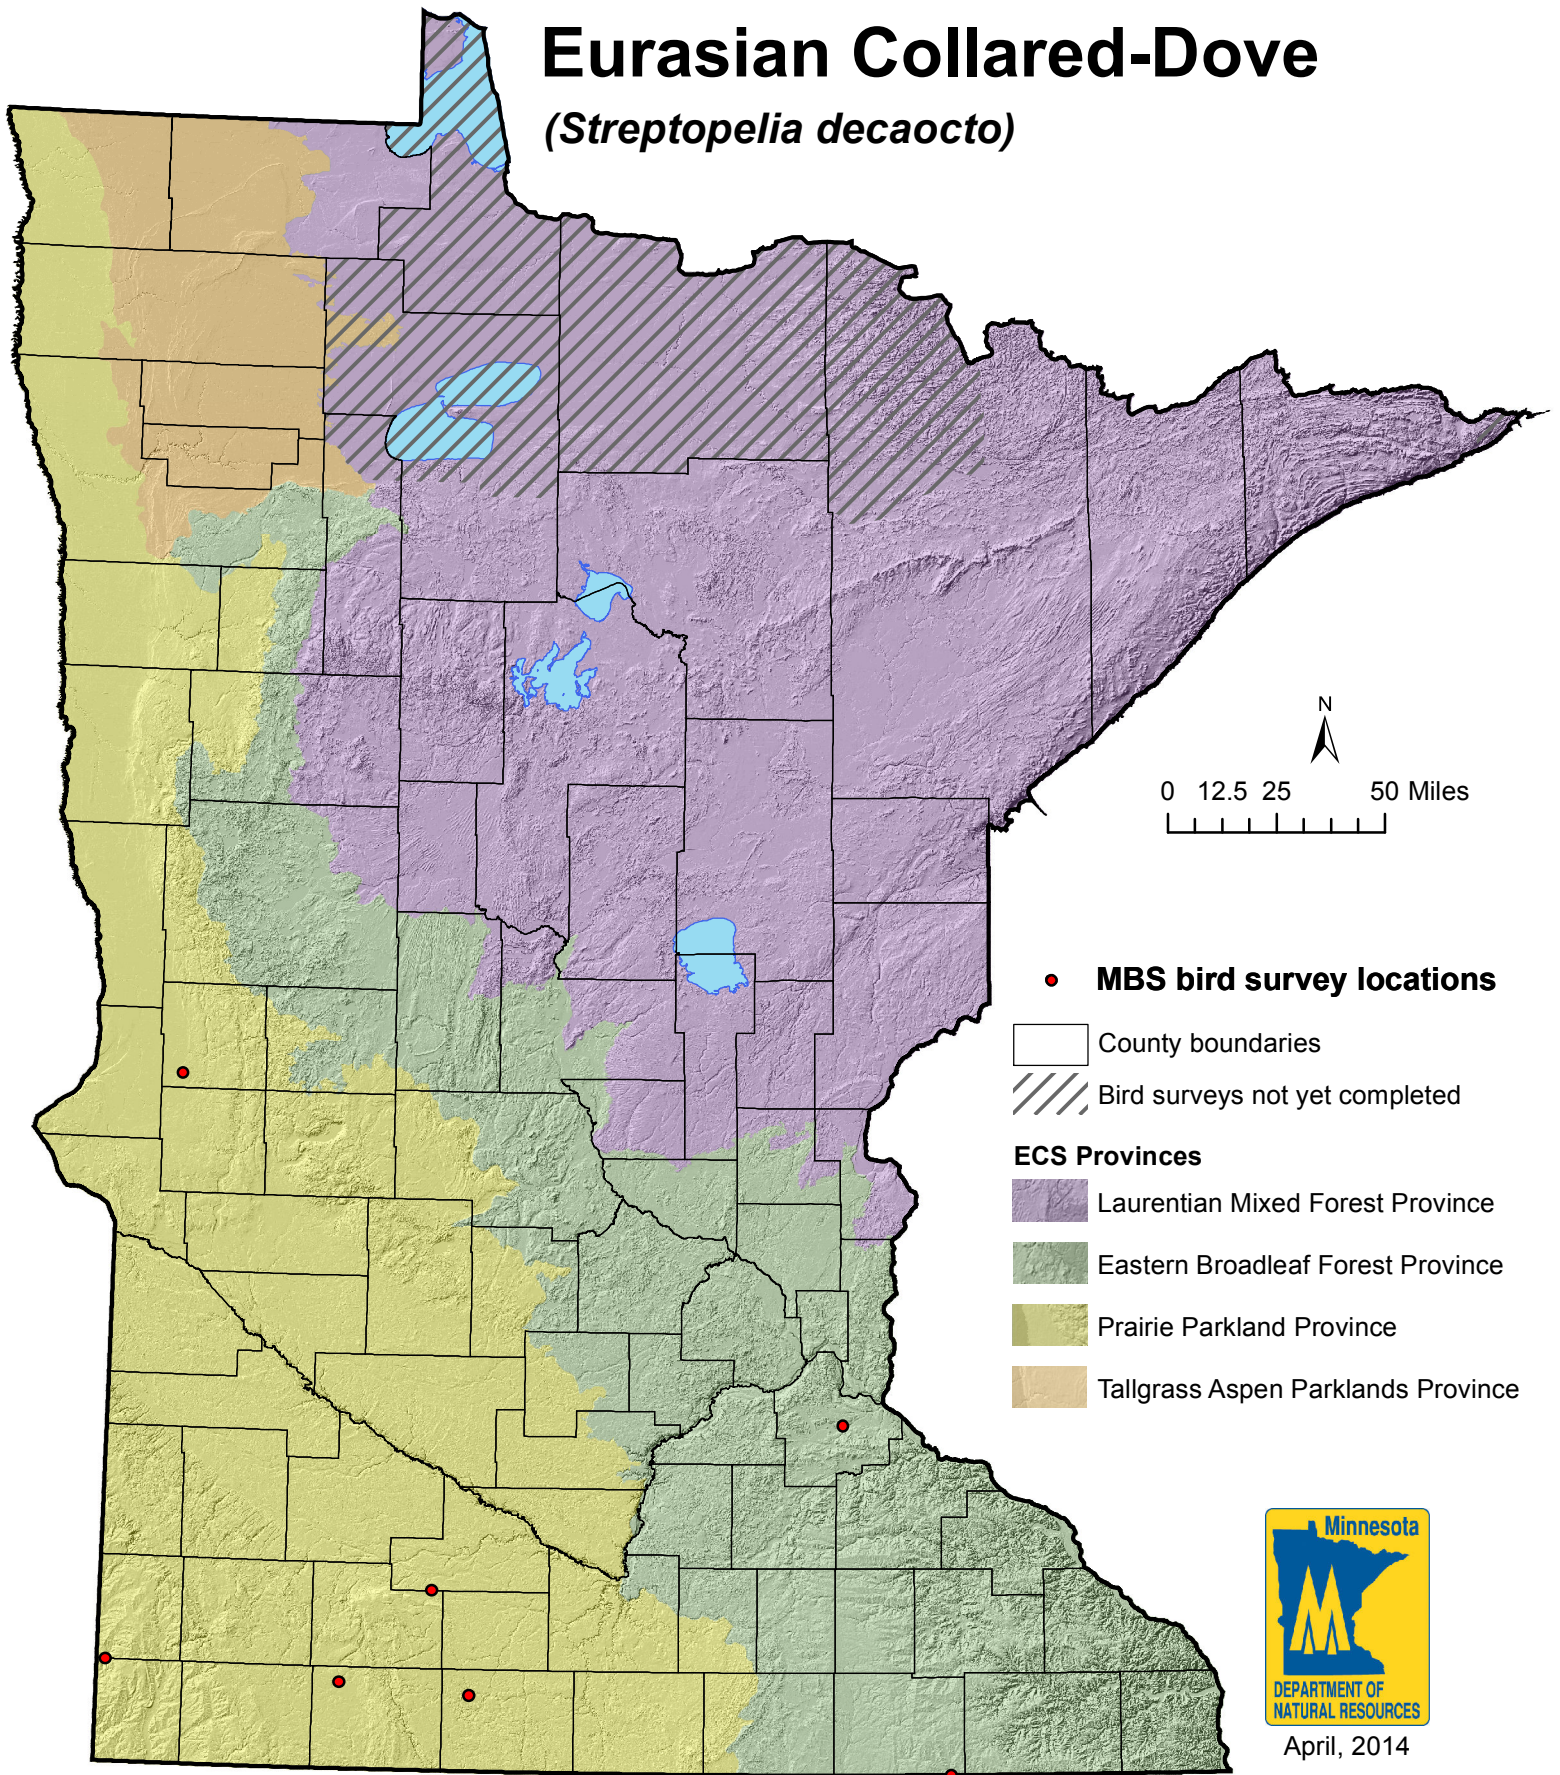 Eurasian Collared-Dove
(Streptopelia decaocto)
N
0 12.5 25 50 Miles
MBS bird survey locations
County boundaries
Bird surveys not yet completed
ECS Provinces
Laurentian Mixed Forest Province
Eastern Broadleaf Forest Province
Prairie Parkland Province
Tallgrass Aspen Parklands Province
Minnesota
DEPARTMENT OF
NATURAL RESOURCES
April, 2014